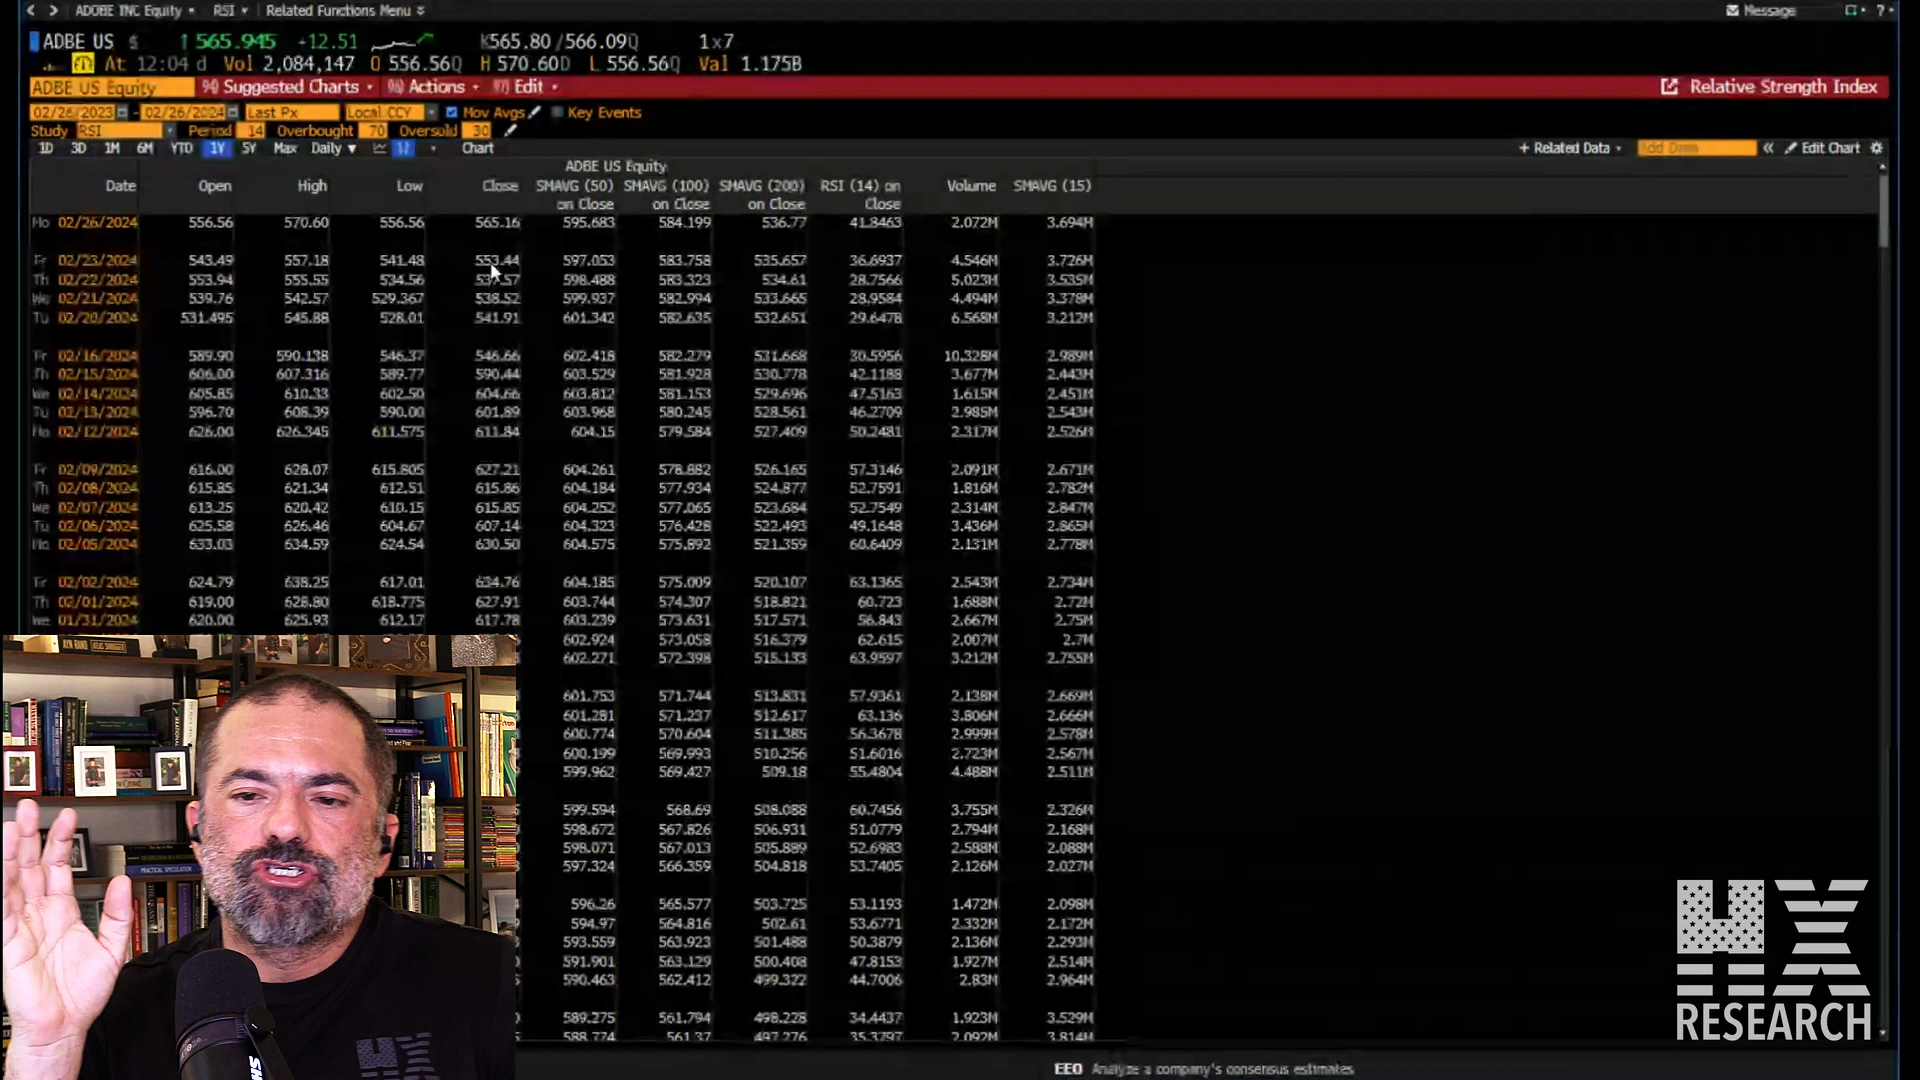 ADOBE INC Equity RSI Related Functions Menu Message
ADBE US $ 565.945 +12.51 K565.80 /566.09Q 1x7
At 12:04 d Vol 2,084,147 O 556.56Q H 570.60D L 556.56Q Val 1.175B
ADBE US Equity 94) Suggested Charts 96) Actions 97) Edit Relative Strength Index
02/26/2023 - 02/26/2024 Last Px Local CCY Mov Avgs Key Events
Study RSI Period 14 Overbought 70 Oversold 30
1D 3D 1M 6M YTD 1Y 5Y Max Daily ▼ Chart + Related Data Add Data « Edit Chart
ADBE US Equity
Date Open High Low Close SMAVG (50) SMAVG (100) SMAVG (200) RSI (14) on Volume SMAVG (15)
on Close on Close on Close Close
Mo 02/26/2024 556.56 570.60 556.56 565.16 595.683 584.199 536.77 41.8463 2.072M 3.694M
Fr 02/23/2024 543.49 557.18 541.48 553.44 597.053 583.758 535.657 36.6937 4.546M 3.726M
Th 02/22/2024 553.94 555.55 534.56 598.488 583.323 534.61 28.7566 5.023M 3.535M
We 02/21/2024 539.76 542.57 529.367 538.52 599.937 582.994 533.665 28.9584 4.494M 3.378M
Tu 02/20/2024 531.495 545.88 528.01 541.91 601.342 582.635 532.651 29.6478 6.568M 3.212M
Fr 02/16/2024 589.90 590.138 546.37 546.66 602.418 582.279 531.668 30.5956 10.328M 2.989M
Th 02/15/2024 606.00 607.316 589.77 590.44 603.529 581.928 530.778 42.1188 3.677M 2.443M
We 02/14/2024 605.85 610.33 602.50 604.66 603.812 581.153 529.696 47.5163 1.615M 2.451M
Tu 02/13/2024 596.70 608.39 590.00 601.89 603.968 580.245 528.561 46.2709 2.985M 2.543M
Mo 02/12/2024 626.00 626.345 611.575 611.84 604.15 579.584 527.409 50.2481 2.317M 2.526M
Fr 02/09/2024 616.00 628.07 615.805 627.21 604.261 578.882 526.165 57.3146 2.091M 2.671M
Th 02/08/2024 615.85 621.34 612.51 615.86 604.184 577.934 524.877 52.7591 1.816M 2.782M
We 02/07/2024 613.25 620.42 610.15 615.85 604.252 577.065 523.684 52.7549 2.314M 2.847M
Tu 02/06/2024 625.58 626.46 604.67 607.14 604.323 576.428 522.493 49.1648 3.436M 2.865M
Mo 02/05/2024 633.03 634.59 624.54 630.50 604.575 575.892 521.359 60.6409 2.131M 2.778M
Fr 02/02/2024 624.79 638.25 617.01 634.76 604.185 575.009 520.107 63.1365 2.543M 2.734M
Th 02/01/2024 619.00 628.80 618.775 627.91 603.744 574.307 518.821 60.723 1.688M 2.72M
We 01/31/2024 620.00 625.93 612.17 617.78 603.239 573.631 517.571 56.843 2.667M 2.75M
602.924 573.058 516.379 62.615 2.007M 2.7M
602.271 572.398 515.133 63.9597 3.212M 2.755M
601.753 571.744 513.831 57.9361 2.138M 2.669M
601.281 571.237 512.617 63.136 3.806M 2.666M
600.774 570.604 511.385 56.3678 2.999M 2.578M
600.199 569.993 510.256 51.6016 2.723M 2.567M
599.962 569.427 509.18 55.4804 4.488M 2.511M
599.594 568.69 508.088 60.7456 3.755M 2.326M
598.672 567.826 506.931 51.0779 2.794M 2.168M
598.071 567.013 505.889 52.6983 2.588M 2.088M
597.324 566.359 504.818 53.7405 2.126M 2.027M
596.26 565.577 503.725 53.1193 1.472M 2.098M
594.97 564.816 502.61 53.6771 2.332M 2.172M
593.559 563.923 501.488 50.3879 2.136M 2.293M
591.901 563.129 500.408 47.8153 1.927M 2.514M
590.463 562.412 499.322 44.7006 2.83M 2.964M
589.275 561.794 498.228 34.4437 1.923M 3.529M
588.774 561.37 497.276 35.3297 2.092M 3.814M
EEO Analyze a company's consensus estimates
AYN RAND ATLAS SHRUGGED
PRACTICAL SPECULATION
HX
RESEARCH